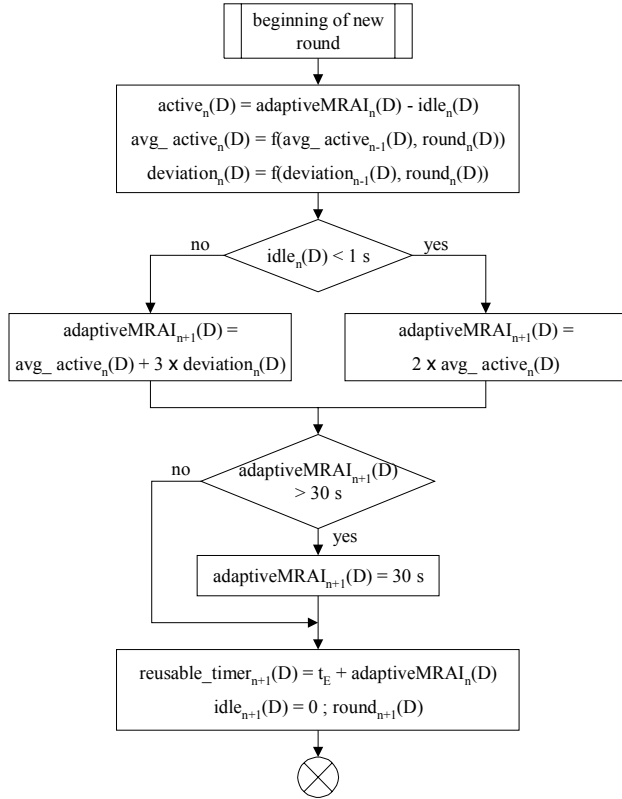 beginning of new
round
activeₙ(D) = adaptiveMRAIₙ(D) - idleₙ(D)
avg_ activeₙ(D) = f(avg_ activeₙ₋₁(D), roundₙ(D))
deviationₙ(D) = f(deviationₙ₋₁(D), roundₙ(D))
idleₙ(D) < 1 s
no
yes
adaptiveMRAIₙ₊₁(D) =
avg_ activeₙ(D) + 3 x deviationₙ(D)
adaptiveMRAIₙ₊₁(D) =
2 x avg_ activeₙ(D)
adaptiveMRAIₙ₊₁(D)
> 30 s
no
yes
adaptiveMRAIₙ₊₁(D) = 30 s
reusable_timerₙ₊₁(D) = t_E + adaptiveMRAIₙ(D)
idleₙ₊₁(D) = 0 ; roundₙ₊₁(D)